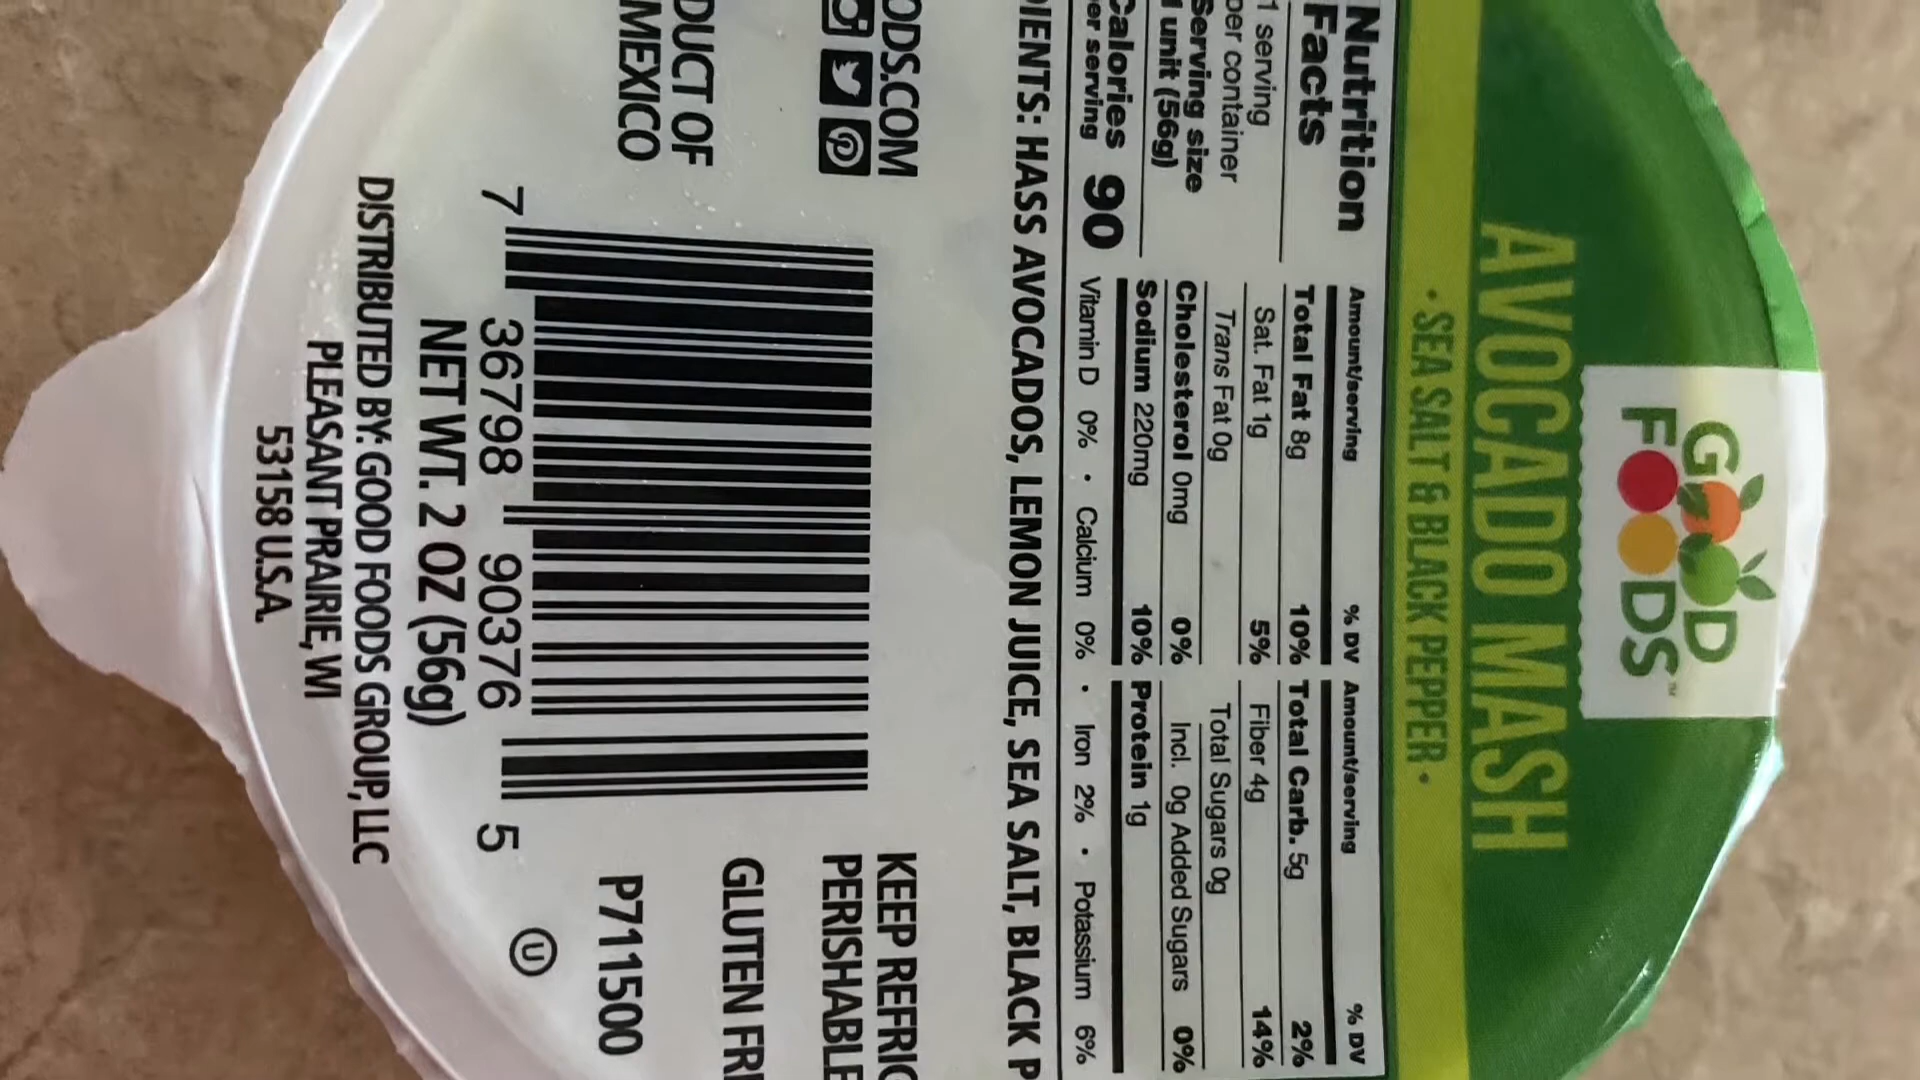 GOOD
FOODS™
AVOCADO MASH
• SEA SALT & BLACK PEPPER •
Nutrition
Facts
1 serving
per container
Serving size
1 unit (56g)
Calories 90
per serving
Amount/serving % DV
Total Fat 8g 10%
Sat. Fat 1g 5%
Trans Fat 0g
Cholesterol 0mg 0%
Sodium 220mg 10%
Amount/serving % DV
Total Carb. 5g 2%
Fiber 4g 14%
Total Sugars 0g
Incl. 0g Added Sugars 0%
Protein 1g
Vitamin D 0% • Calcium 0% • Iron 2% • Potassium 6%
DIENTS: HASS AVOCADOS, LEMON JUICE, SEA SALT, BLACK P
ODS.COM
DUCT OF
MEXICO
KEEP REFRIG
PERISHABLE
GLUTEN FRE
P711500
U
7 36798 90376 5
NET WT. 2 OZ (56g)
DISTRIBUTED BY: GOOD FOODS GROUP, LLC
PLEASANT PRAIRIE, WI
53158 U.S.A.